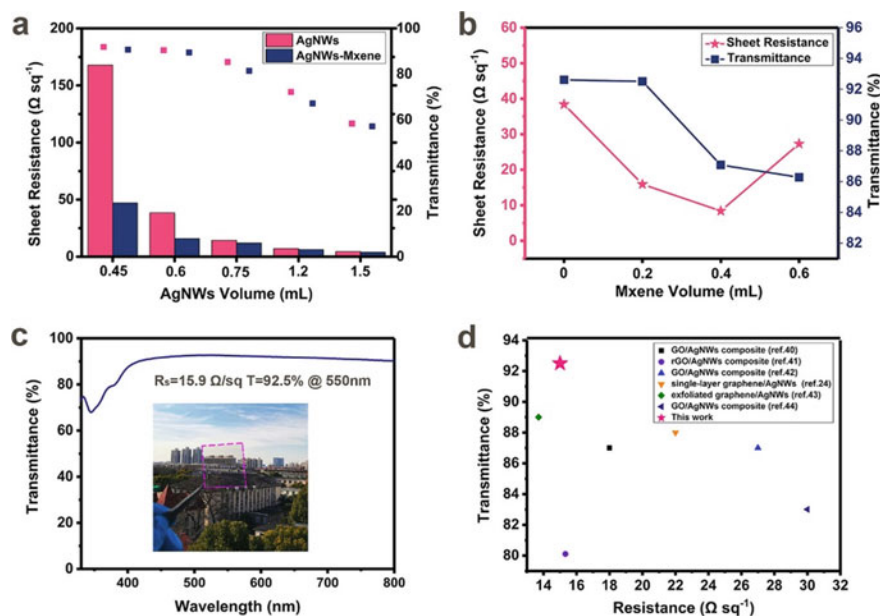 a
200
150
100
50
0
Sheet Resistance (Ω sq⁻¹)
AgNWs
AgNWs-Mxene
100
80
60
40
20
0
Transmittance (%)
0.45 0.6 0.75 1.2 1.5
AgNWs Volume (mL)
b
60
50
40
30
20
10
0
Sheet Resistance (Ω sq⁻¹)
Sheet Resistance
Transmittance
96
94
92
90
88
86
84
82
Transmittance (%)
0 0.2 0.4 0.6
Mxene Volume (mL)
c
100
80
60
40
20
0
Transmittance (%)
Rs=15.9 Ω/sq T=92.5% @ 550nm
400 500 600 700 800
Wavelength (nm)
d
94
92
90
88
86
84
82
80
Transmittance (%)
GO/AgNWs composite (ref.40)
rGO/AgNWs composite (ref.41)
GO/AgNWs composite (ref.42)
single-layer graphene/AgNWs (ref.24)
exfoliated graphene/AgNWs (ref.43)
GO/AgNWs composite (ref.44)
This work
14 16 18 20 22 24 26 28 30 32
Resistance (Ω sq⁻¹)